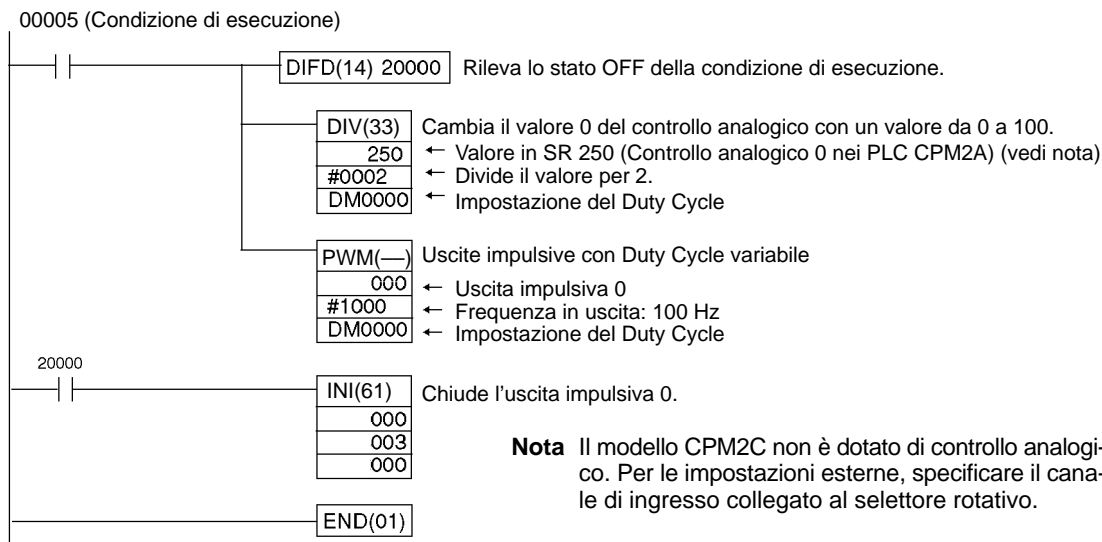 00005 (Condizione di esecuzione)
DIFD(14) 20000 Rileva lo stato OFF della condizione di esecuzione.
DIV(33) Cambia il valore 0 del controllo analogico con un valore da 0 a 100.
250 ← Valore in SR 250 (Controllo analogico 0 nei PLC CPM2A) (vedi nota)
#0002 ← Divide il valore per 2.
DM0000 ← Impostazione del Duty Cycle
PWM(—) Uscite impulsive con Duty Cycle variabile
000 ← Uscita impulsiva 0
#1000 ← Frequenza in uscita: 100 Hz
DM0000 ← Impostazione del Duty Cycle
20000
INI(61) Chiude l'uscita impulsiva 0.
000
003
000
Nota Il modello CPM2C non è dotato di controllo analogi-
co. Per le impostazioni esterne, specificare il cana-
le di ingresso collegato al selettore rotativo.
END(01)